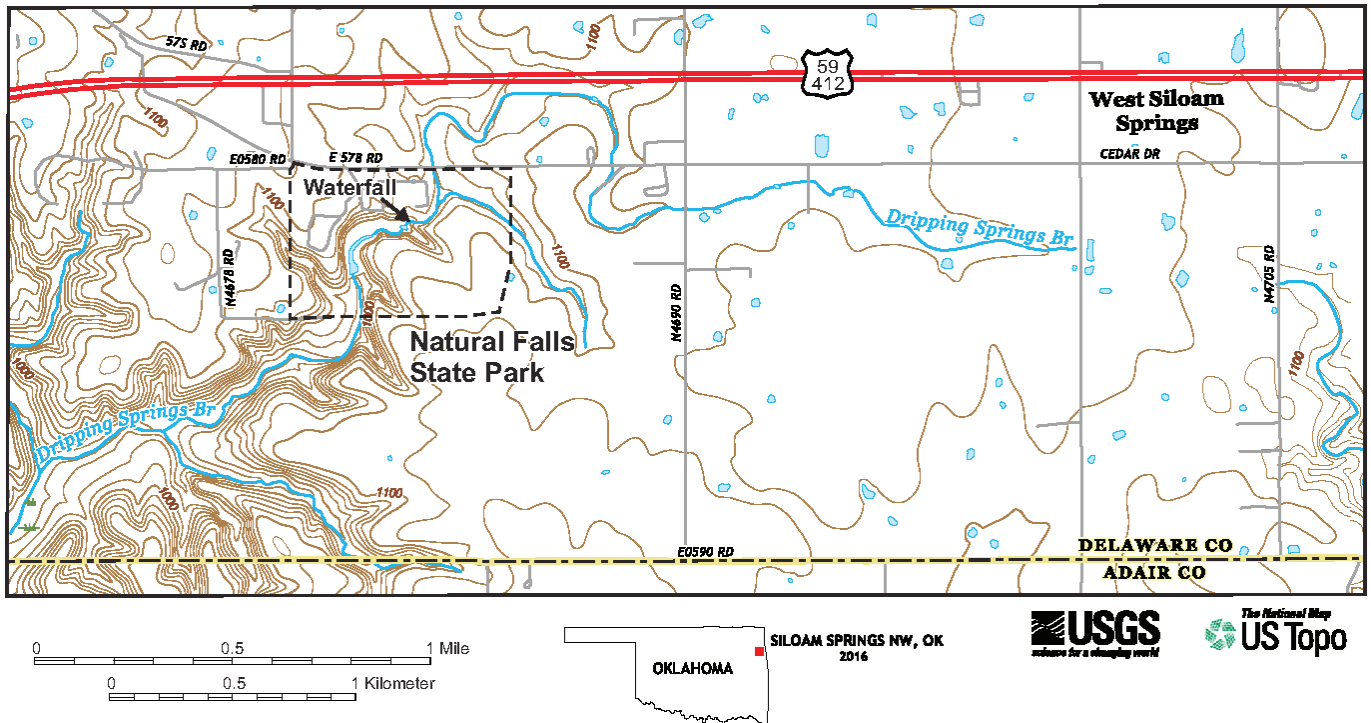 57S RD
1100
59
412
1100
West Siloam
Springs
E0580 RD
E 578 RD
CEDAR DR
Waterfall
1100
Dripping Springs Br
1100
N4678 RD
N4690 RD
N4705 RD
1000
Natural Falls
State Park
1000
1100
Dripping Springs Br
1000
1100
E0590 RD
DELAWARE CO
ADAIR CO
0 0.5 1 Mile
0 0.5 1 Kilometer
OKLAHOMA
SILOAM SPRINGS NW, OK
2016
USGS
science for a changing world
The National Map
US Topo